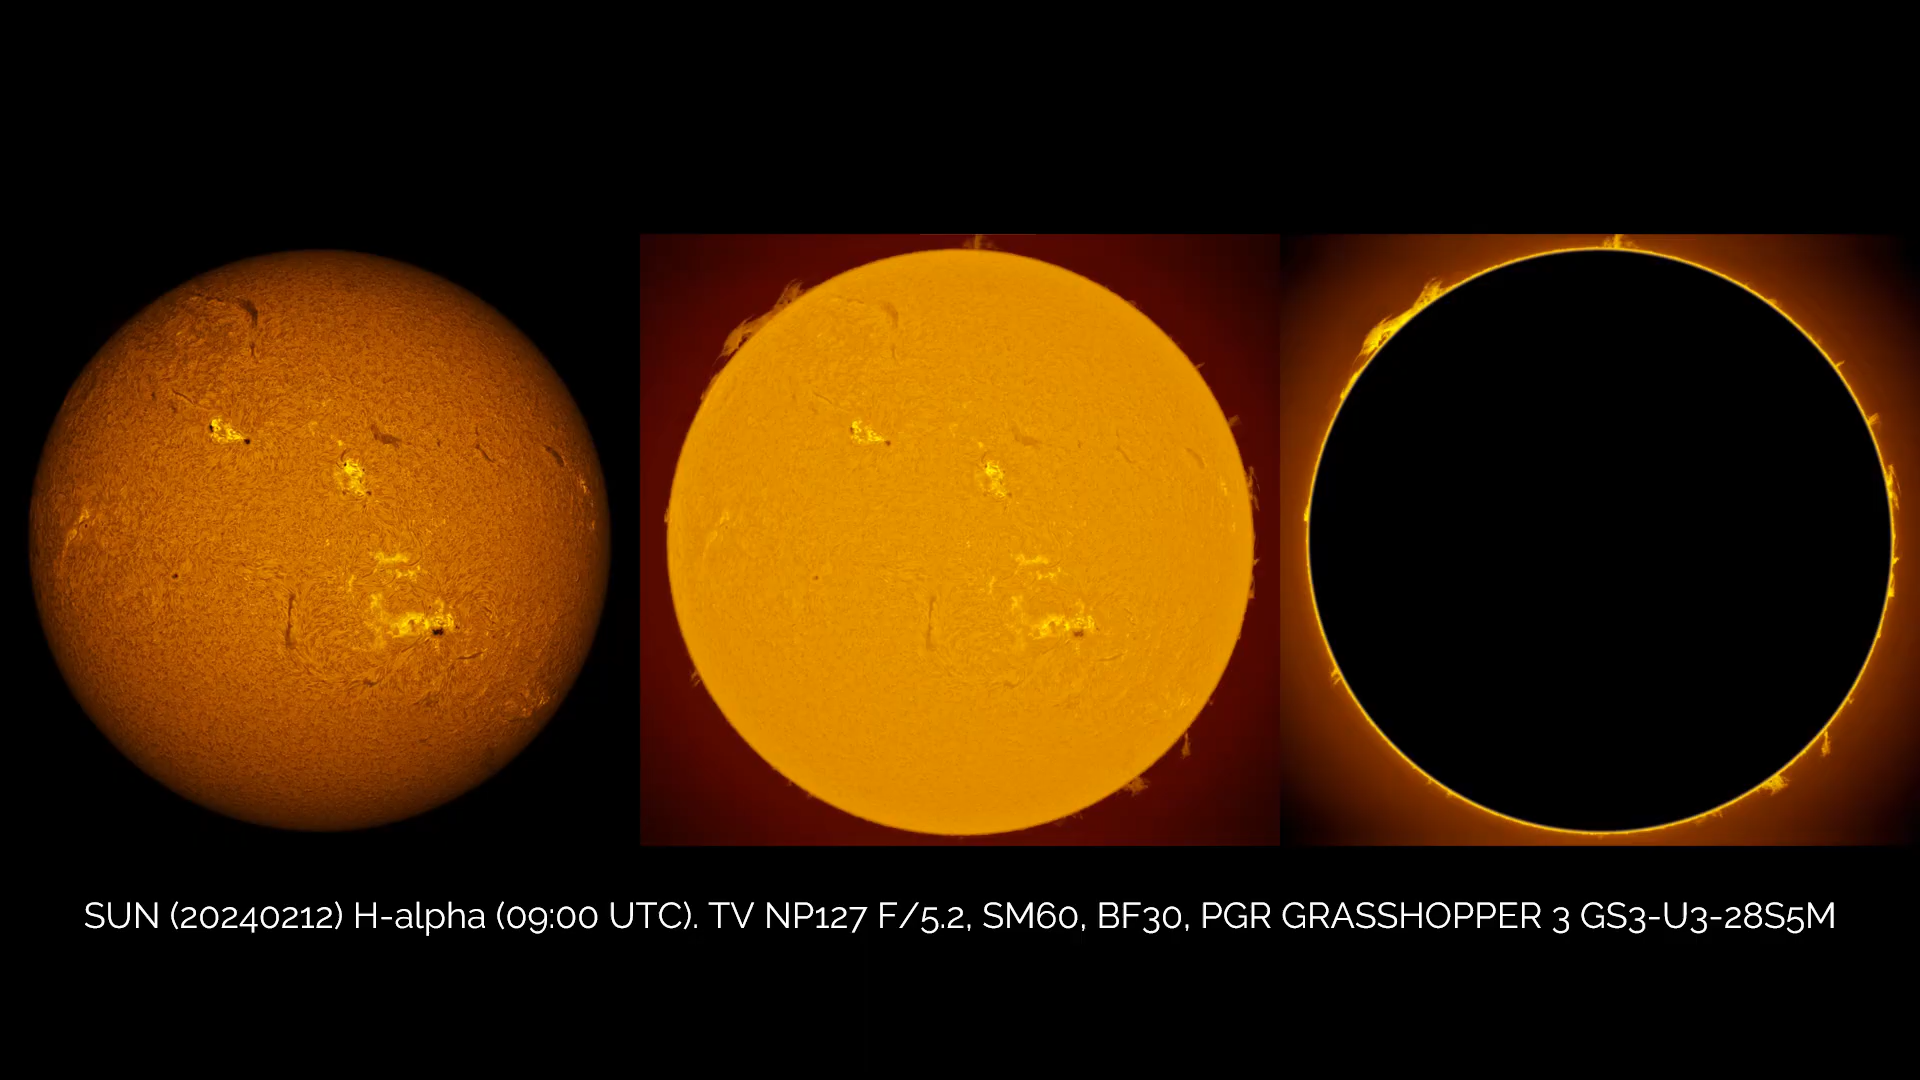 SUN (20240212) H-alpha (09:00 UTC). TV NP127 F/5.2, SM60, BF30, PGR GRASSHOPPER 3 GS3-U3-28S5M